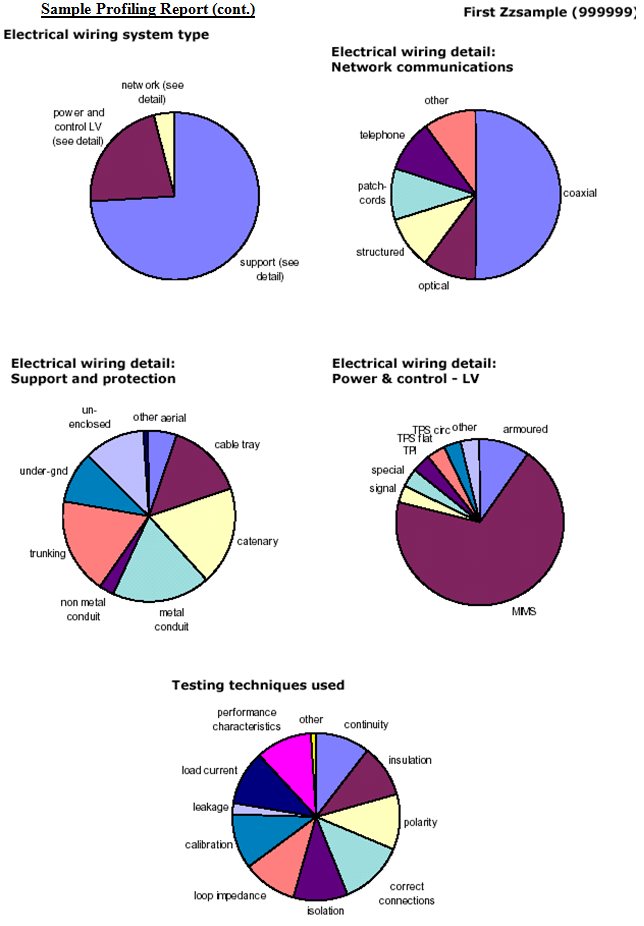 Sample Profiling Report (cont.)
First Zzsample (999999)
Electrical wiring system type
network (see
detail)
power and
control LV
(see detail)
support (see
detail)
Electrical wiring detail:
Network communications
other
telephone
patch-
cords
structured
optical
coaxial
Electrical wiring detail:
Support and protection
un-
enclosed
other
aerial
cable tray
under-gnd
catenary
trunking
non metal
conduit
metal
conduit
Electrical wiring detail:
Power & control - LV
TPS circ
other
armoured
TPS flat
TPI
special
signal
MIMS
Testing techniques used
performance
characteristics
other
continuity
insulation
load current
leakage
polarity
calibration
correct
connections
loop impedance
isolation